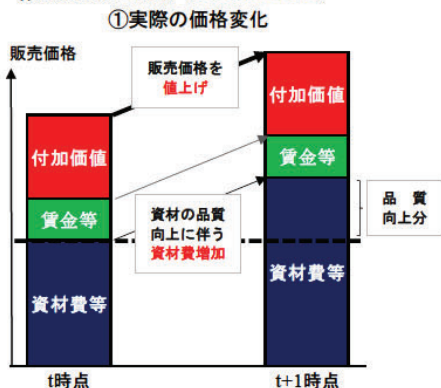 ①実際の価格変化
販売価格
販売価格を
値上げ
付加価値
付加価値
賃金等
賃金等
資材の品質
向上に伴う
資材費増加
品　質
向上分
資材費等
資材費等
t時点
t+1時点